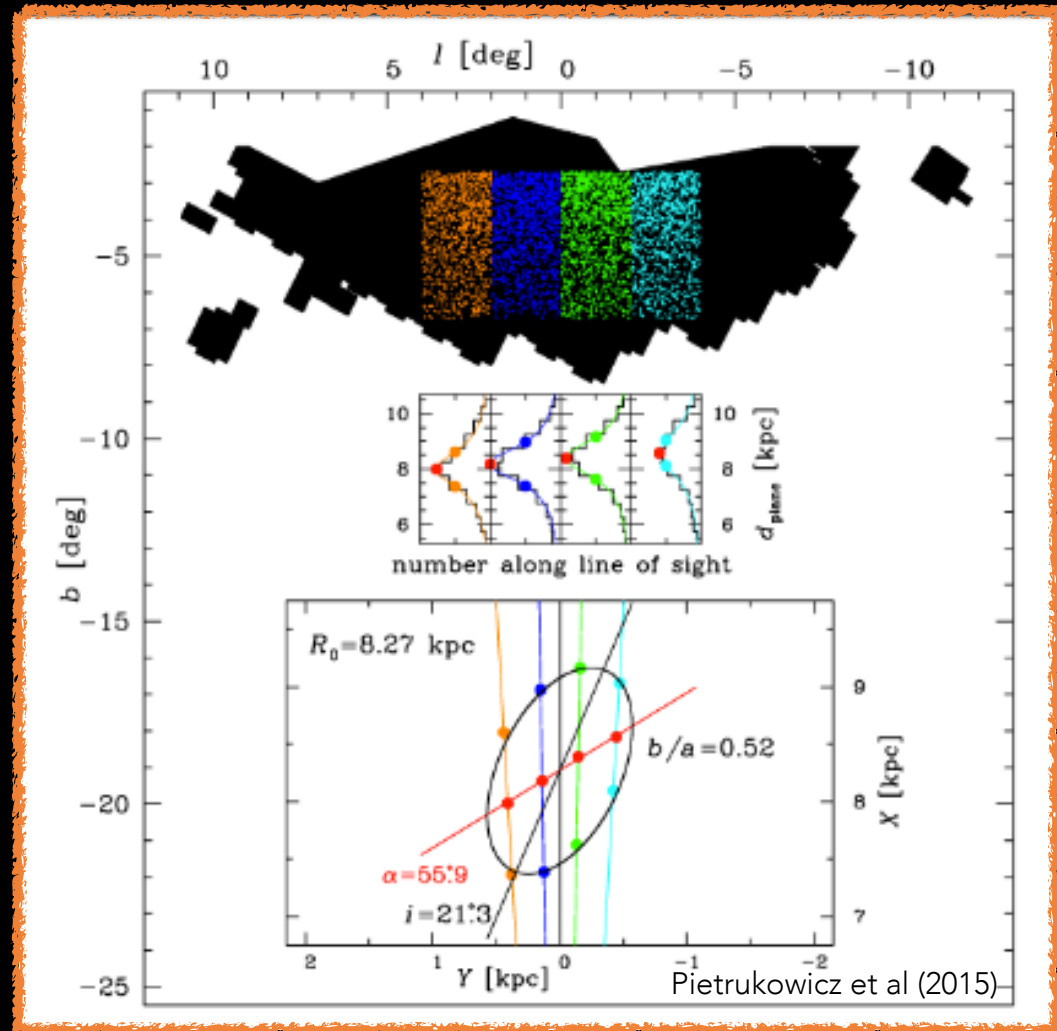 l [deg]
10 5 0 −5 −10
−5
−10
−15
−20
−25
b [deg]
10 10
8 8
6 6
d_plane [kpc]
number along line of sight
R₀=8.27 kpc
b/a=0.52
α=55°.9
i=21°.3
9
8
7
X [kpc]
2 1 0 −1 −2
Y [kpc]
Pietrukowicz et al (2015)